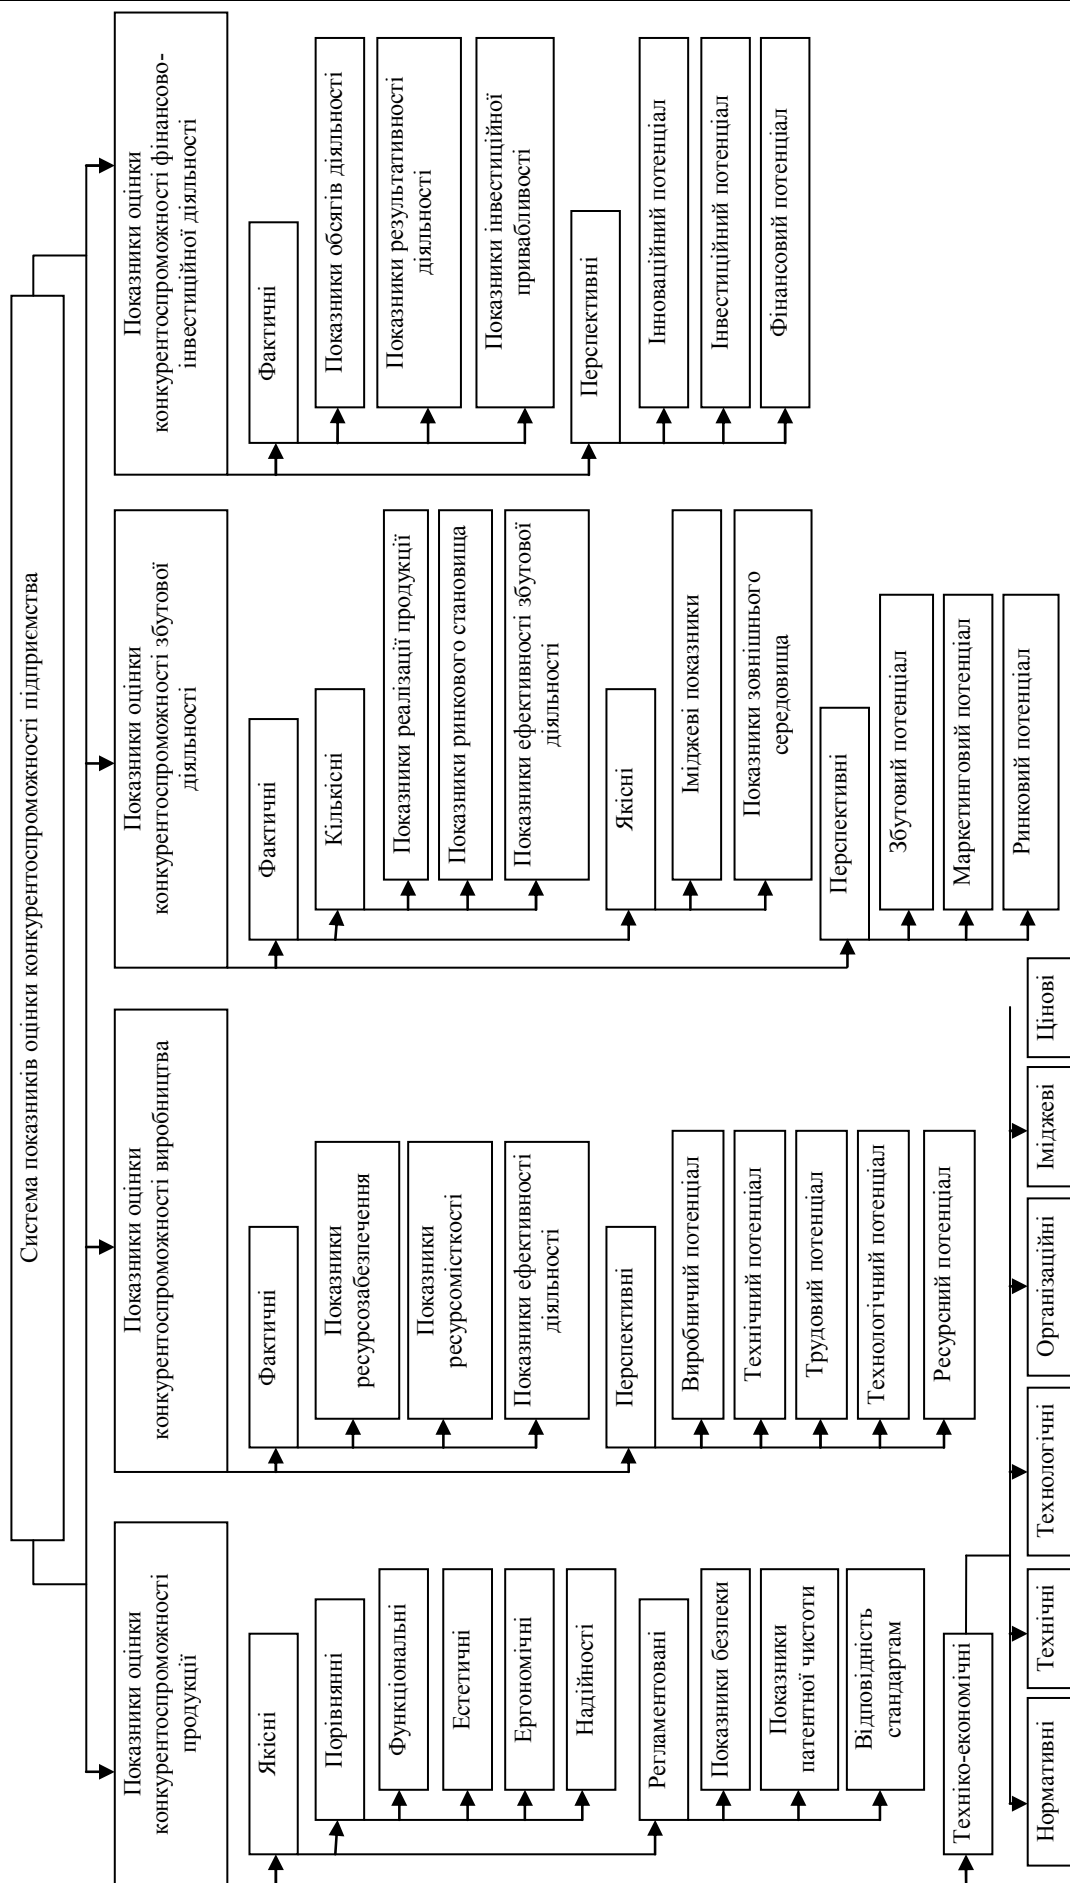 Система показників оцінки конкурентоспроможності підприємства
Показники оцінки
конкурентоспроможності
продукції
Якісні
Порівнянні
Функціональні
Естетичні
Ергономічні
Надійності
Регламентовані
Показники безпеки
Показники
патентної чистоти
Відповідність
стандартам
Техніко-економічні
Нормативні
Технічні
Технологічні
Організаційні
Іміджеві
Цінові
Показники оцінки
конкурентоспроможності виробництва
Фактичні
Показники
ресурсозабезпечення
Показники
ресурсомісткості
Показники ефективності
діяльності
Перспективні
Виробничий потенціал
Технічний потенціал
Трудовий потенціал
Технологічний потенціал
Ресурсний потенціал
Показники оцінки
конкурентоспроможності збутової
діяльності
Фактичні
Кількісні
Показники реалізації продукції
Показники ринкового становища
Показники ефективності збутової
діяльності
Якісні
Іміджеві показники
Показники зовнішнього
середовища
Перспективні
Збутовий потенціал
Маркетинговий потенціал
Ринковий потенціал
Показники оцінки
конкурентоспроможності фінансово-
інвестиційної діяльності
Фактичні
Показники обсягів діяльності
Показники результативності
діяльності
Показники інвестиційної
привабливості
Перспективні
Інноваційний потенціал
Інвестиційний потенціал
Фінансовий потенціал